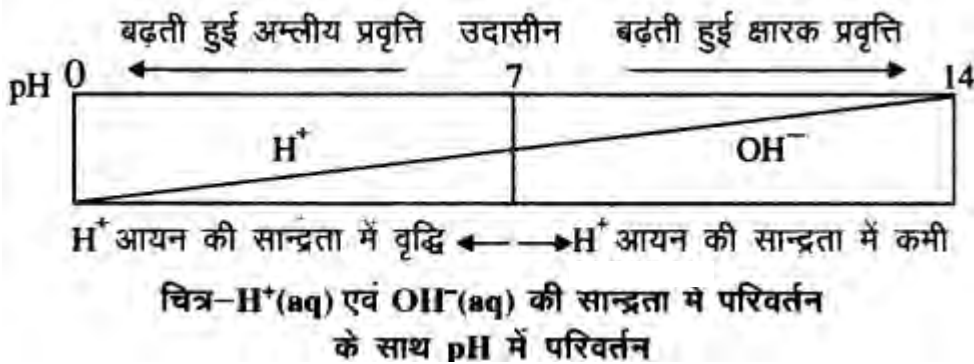 बढ़ती हुई अम्लीय प्रवृत्ति उदासीन बढ़ती हुई क्षारक प्रवृत्ति
pH 0 7 14
H⁺ OH⁻
H⁺ आयन की सान्द्रता में वृद्धि H⁺ आयन की सान्द्रता में कमी
चित्र–H⁺(aq) एवं OH⁻(aq) की सान्द्रता मे परिवर्तन
के साथ pH में परिवर्तन